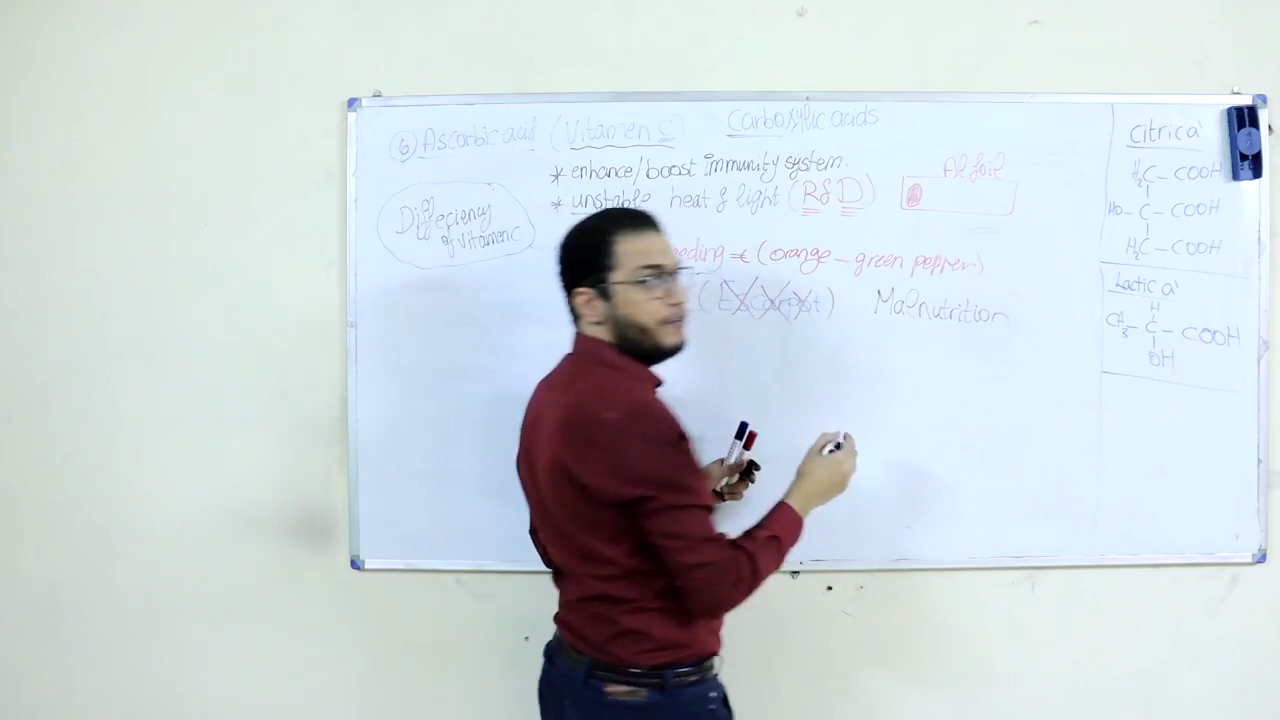 Carboxylic acids
⑥ Ascorbic acid (Vitamen C)
* enhance/boost immunity system.
* unstable heat & light (R&D)
Al foil
Diffeciency
of vitamen C
eeding = (orange - green pepper)
Malnutrition
Citric a'
H₂C - COOH
HO - C - COOH
H₂C - COOH
Lactic a'
H
CH₃ - C - COOH
OH